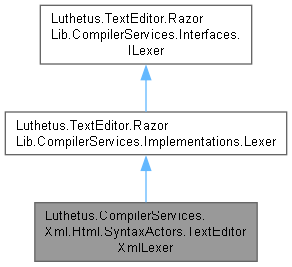 Luthetus.TextEditor.Razor
Lib.CompilerServices.Interfaces.
ILexer
Luthetus.TextEditor.Razor
Lib.CompilerServices.Implementations.Lexer
Luthetus.CompilerServices.
Xml.Html.SyntaxActors.TextEditor
XmlLexer